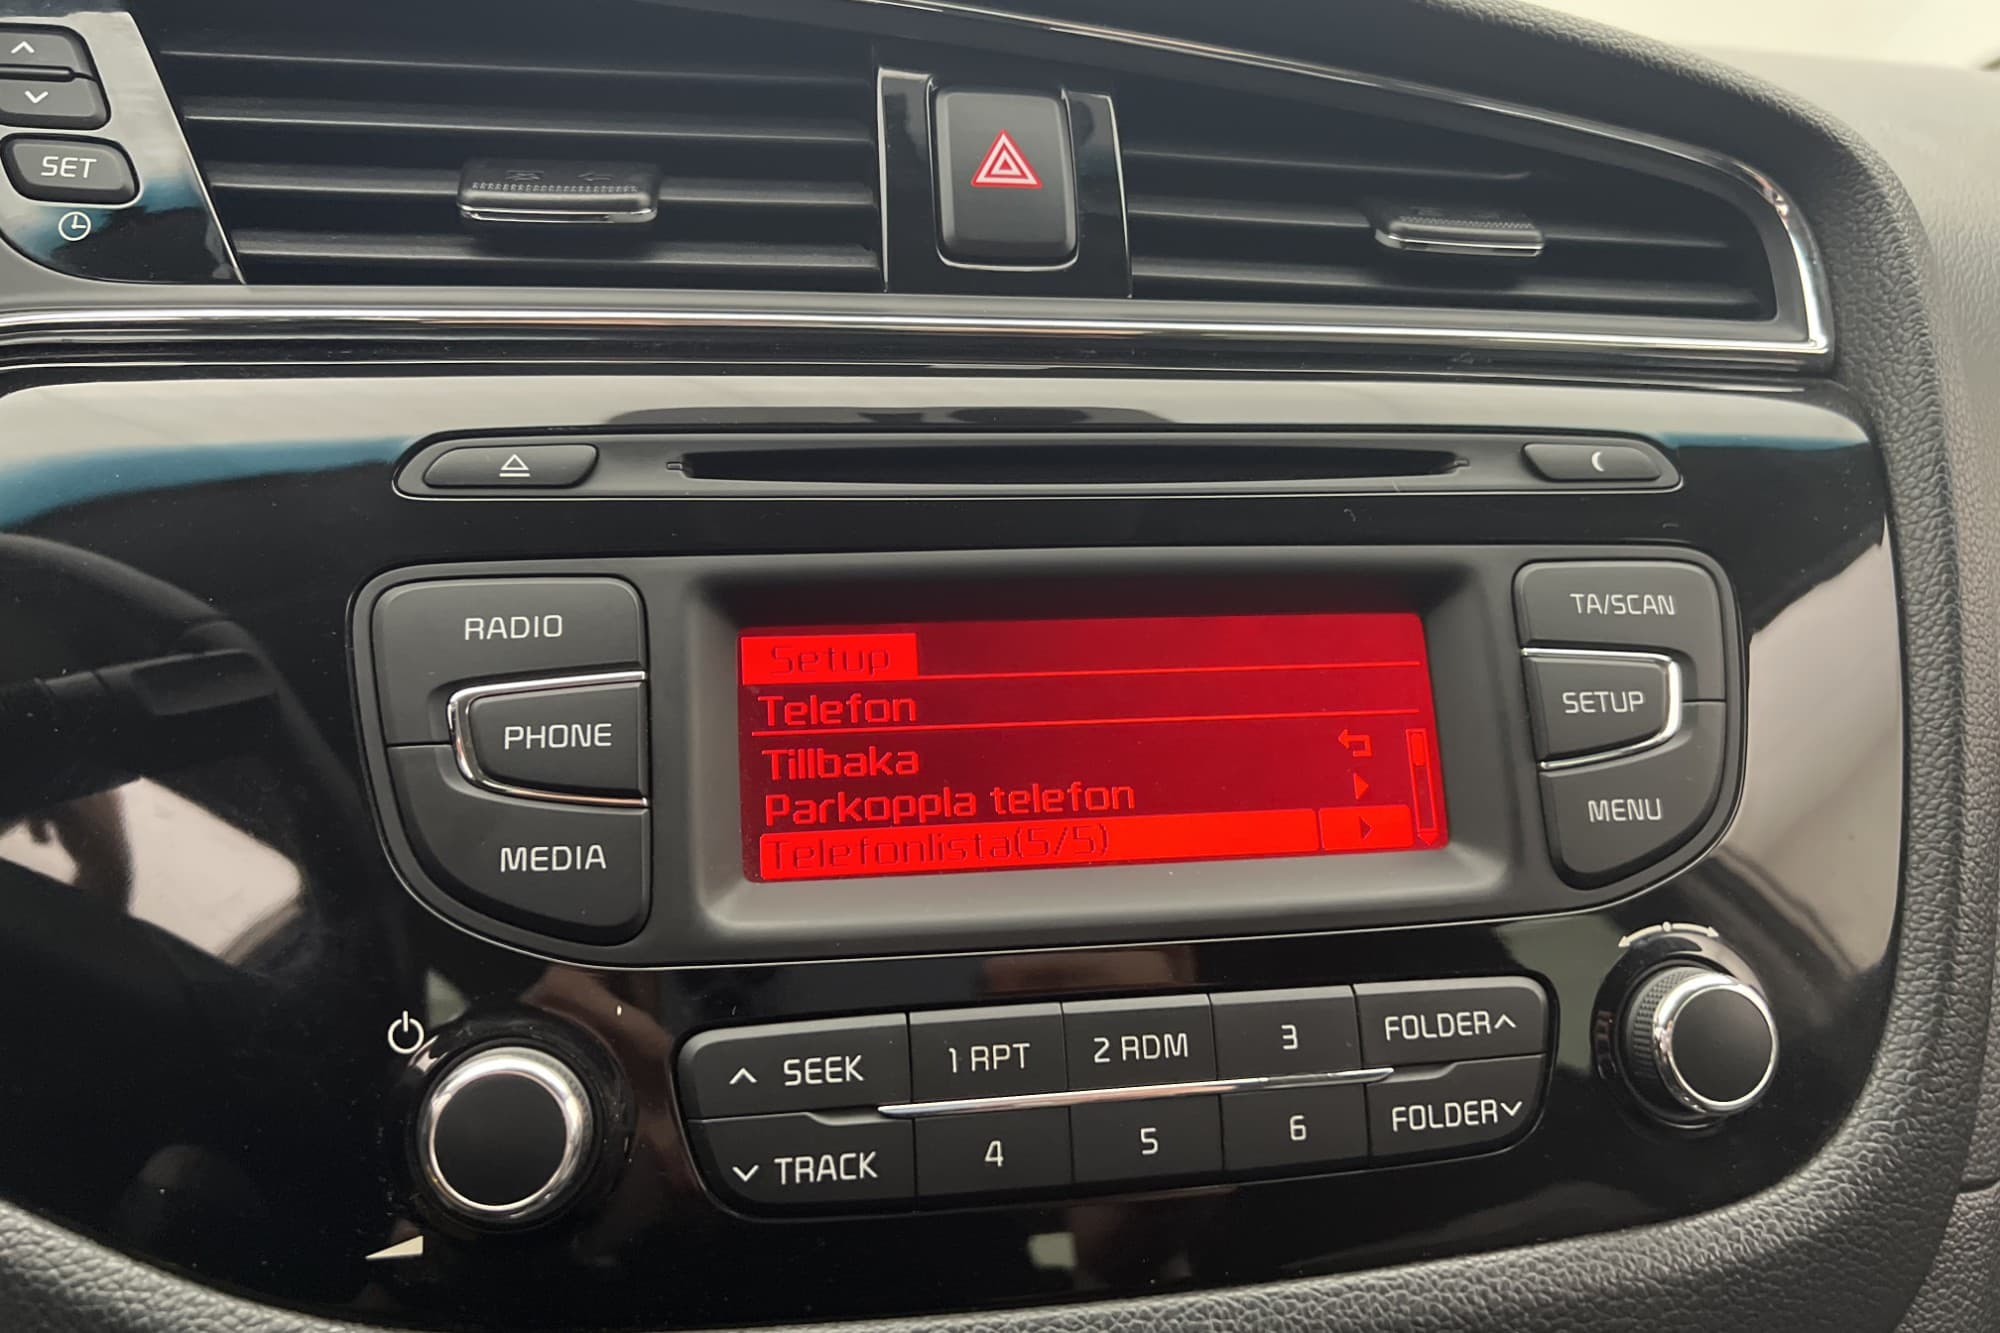 SET
RADIO
PHONE
MEDIA
Setup
Telefon
Tillbaka
Parkoppla telefon
Telefonlista(5/5)
TA/SCAN
SETUP
MENU
SEEK
1 RPT
2 RDM
3
FOLDER
TRACK
4
5
6
FOLDER